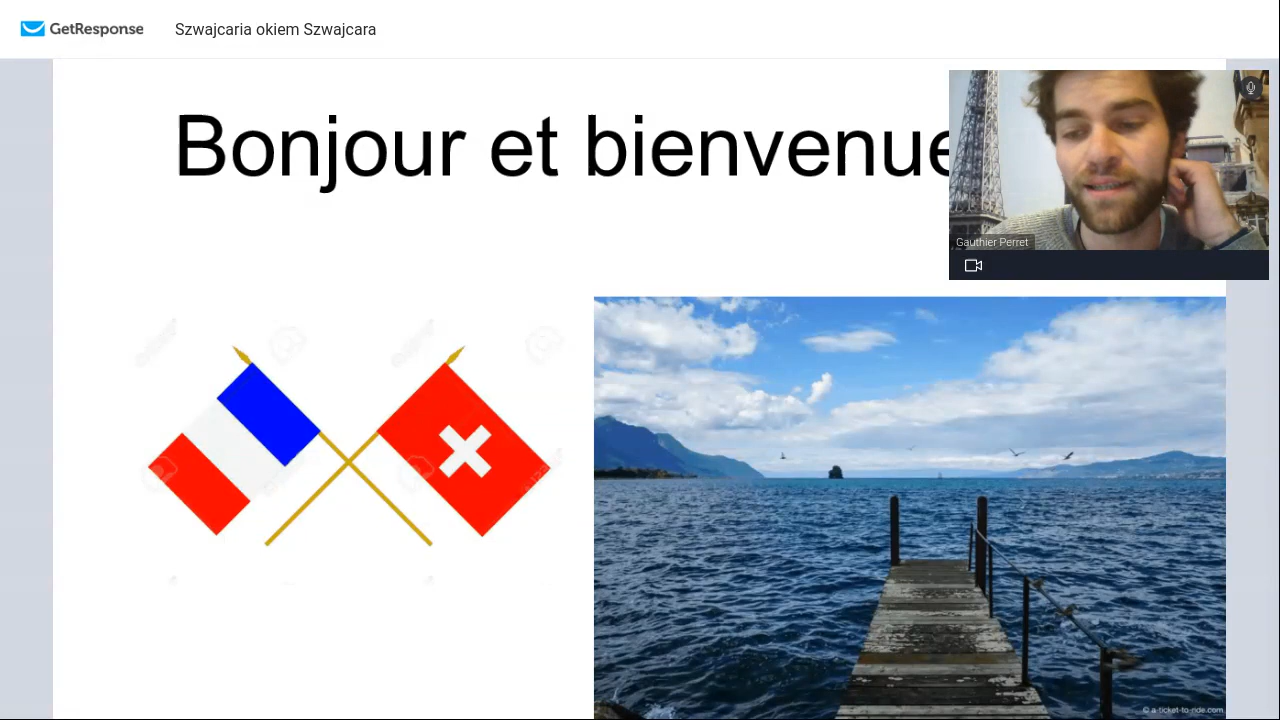 GetResponse
Szwajcaria okiem Szwajcara
Bonjour et bienvenue
Gauthier Perret
© a-ticket-to-ride.com